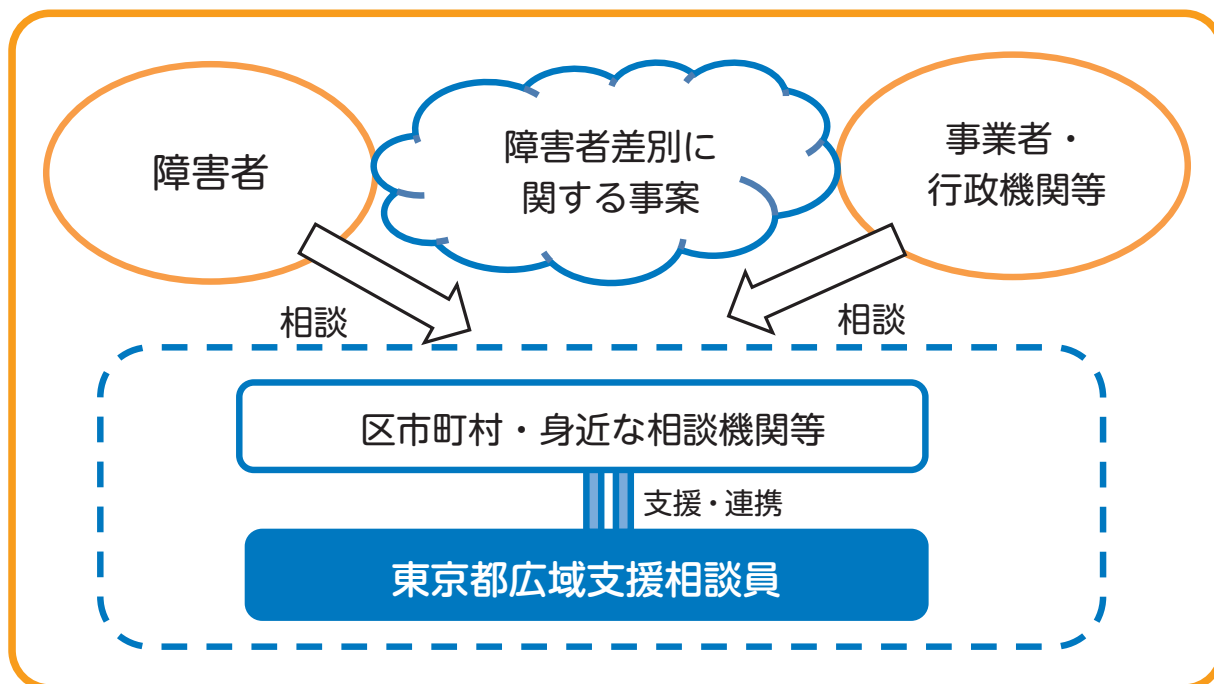 障害者
障害者差別に
関する事案
事業者・
行政機関等
相談
相談
区市町村・身近な相談機関等
支援・連携
東京都広域支援相談員